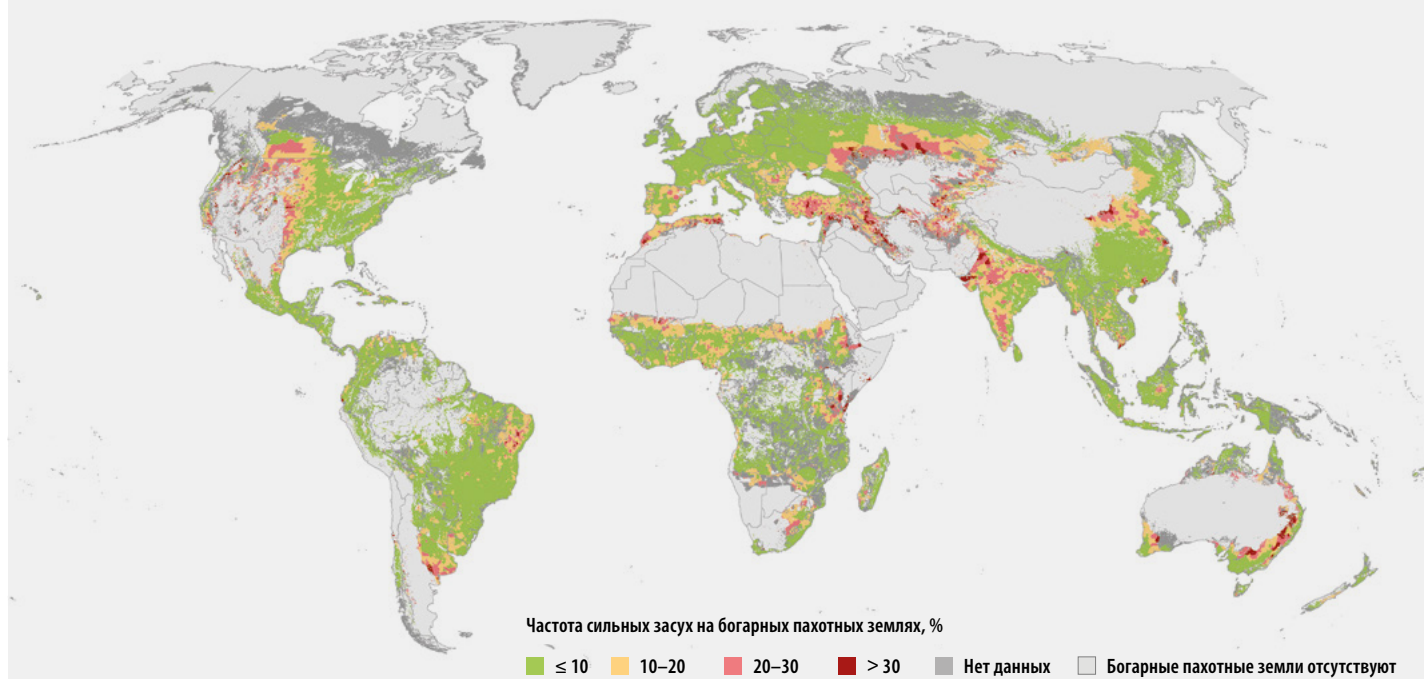 Частота сильных засух на богарных пахотных землях, %
≤ 10 10–20 20–30 > 30 Нет данных Богарные пахотные земли отсутствуют